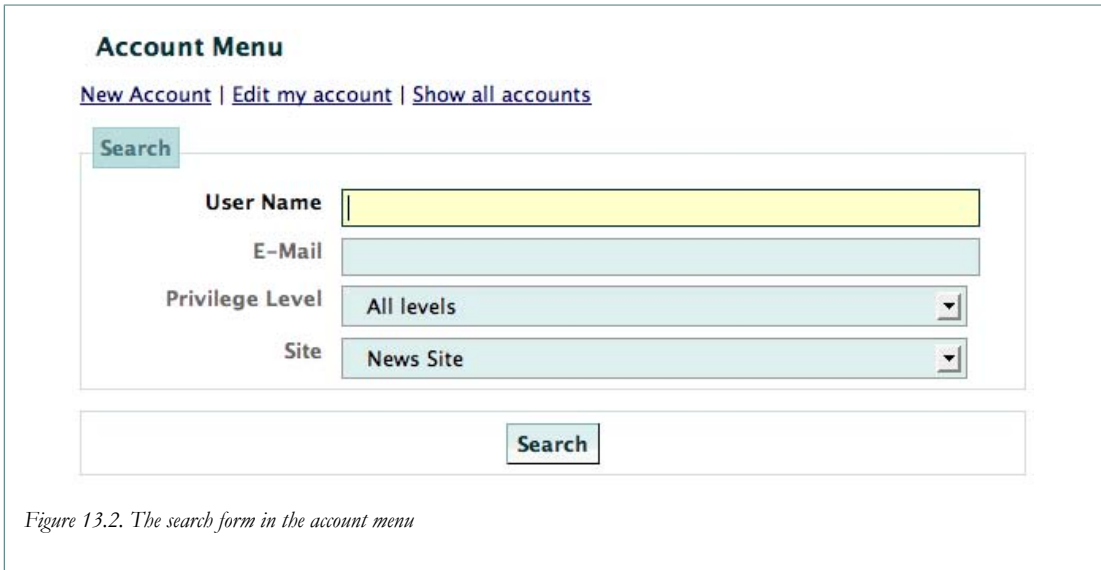 Account Menu
New Account | Edit my account | Show all accounts
Search
User Name
E-Mail
Privilege Level All levels
Site News Site
Search
Figure 13.2. The search form in the account menu